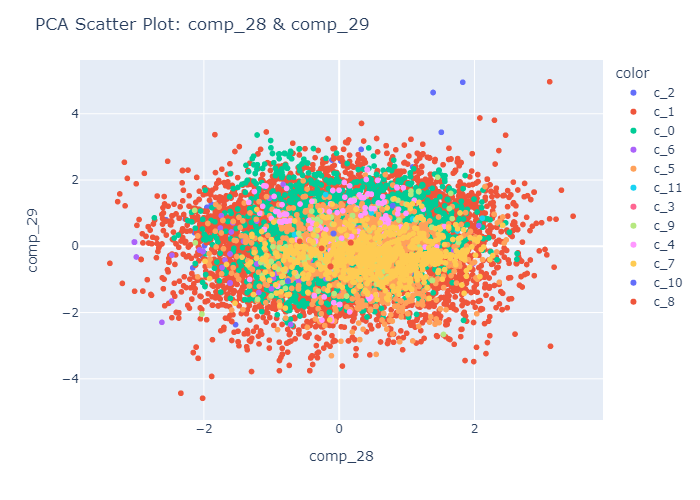 PCA Scatter Plot: comp_28 & comp_29
color
c_2
c_1
c_0
c_6
c_5
c_11
c_3
c_9
c_4
c_7
c_10
c_8
4
2
0
−2
−4
comp_29
−2
0
2
comp_28